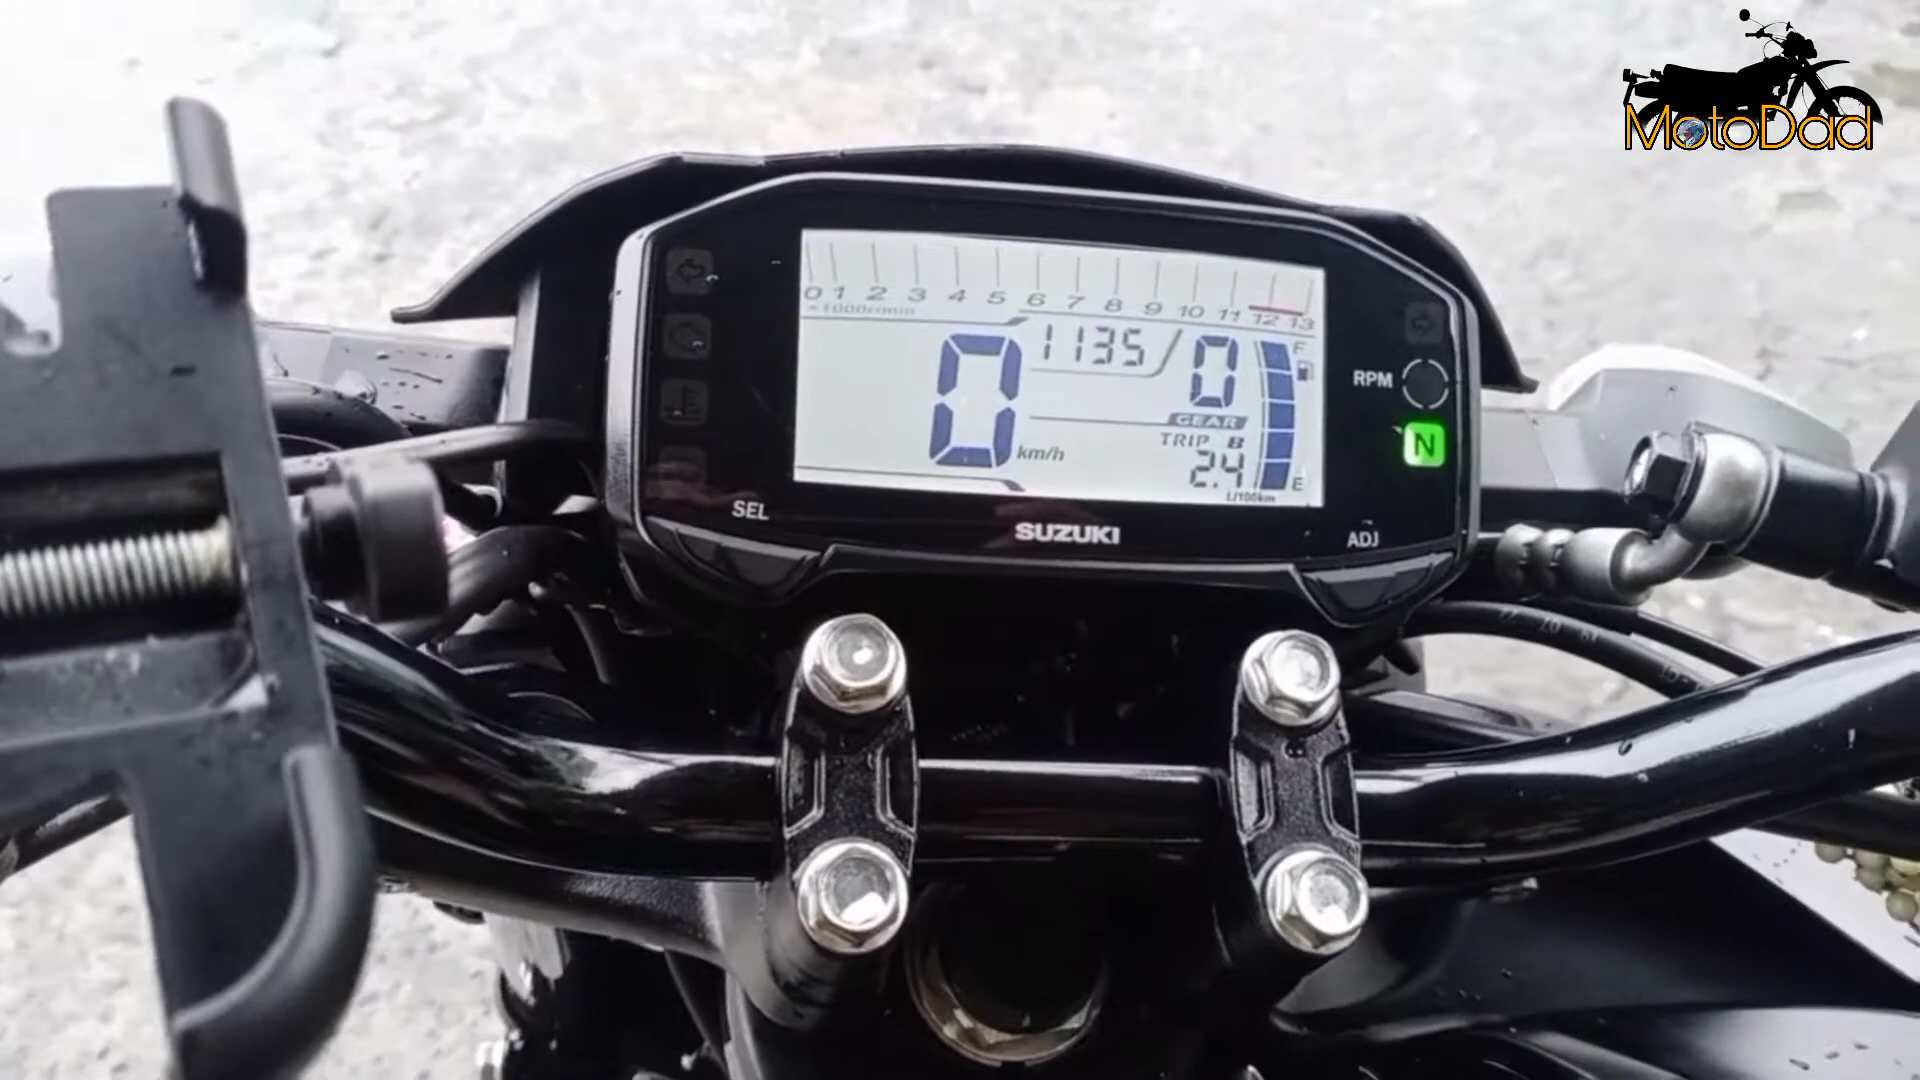 MotoDad
0 1 2 3 4 5 6 7 8 9 10 11 12 13
×1000r/min
1135
0
GEAR
0
km/h
F
TRIP B
2.4
L/100km
E
RPM
N
SEL
SUZUKI
ADJ